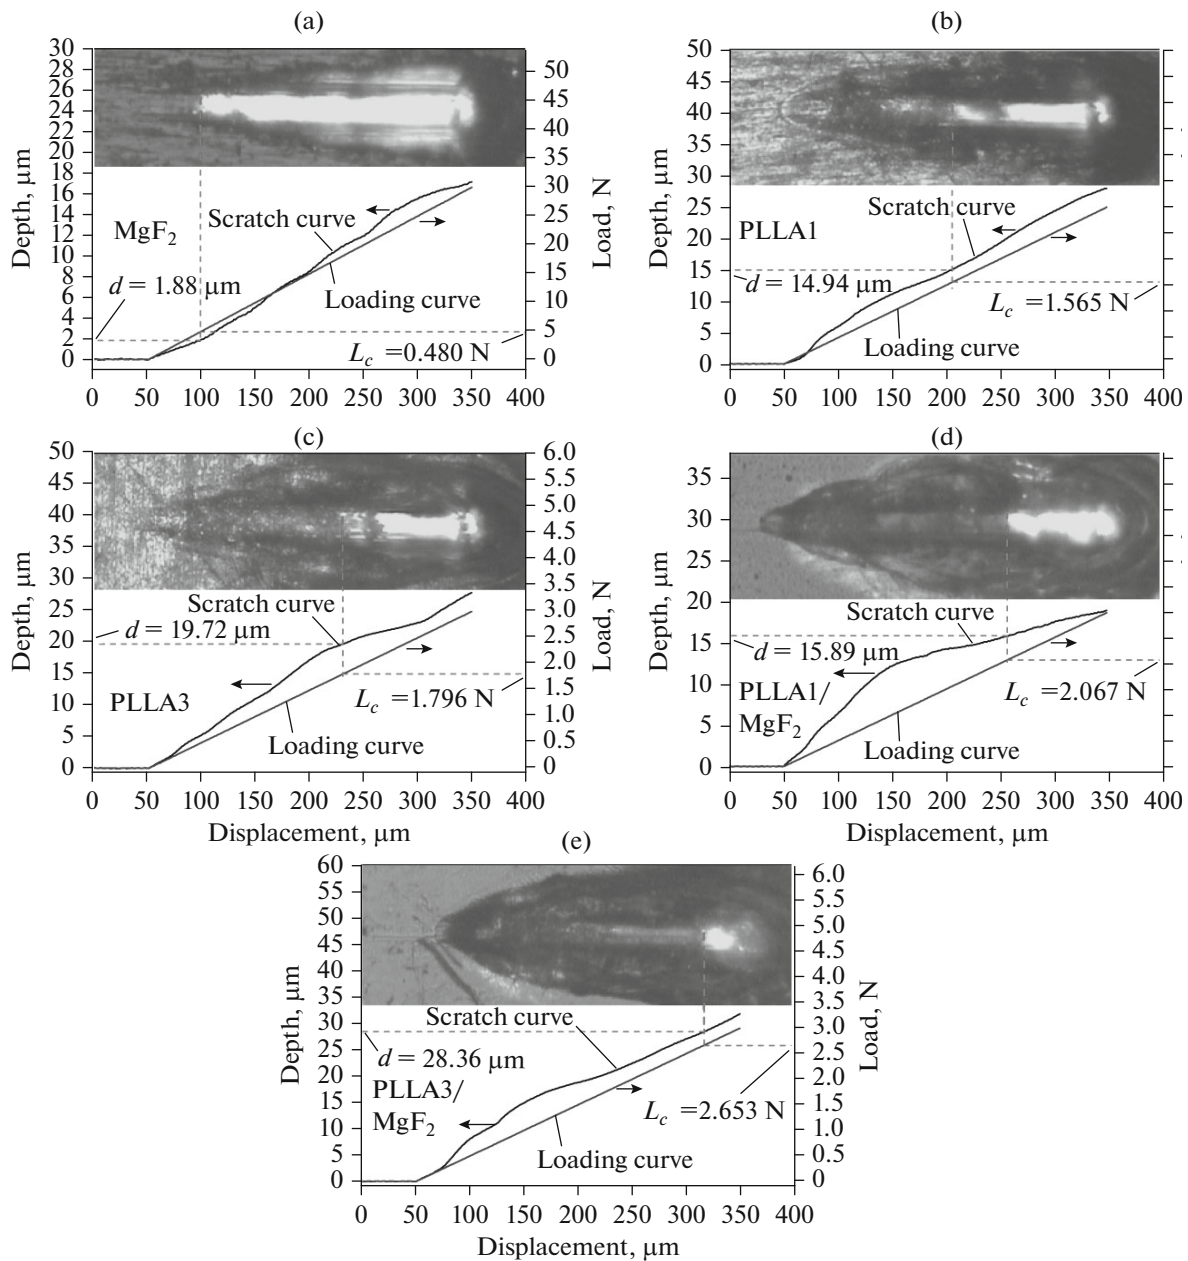 (a)
30
28
26
24
22
20
18
16
14
12
10
8
6
4
2
0
Depth, μm
50
45
40
35
30
25
20
15
10
5
0
Load, N
MgF2
Scratch curve
d = 1.88 μm
Loading curve
Lc =0.480 N
0 50 100 150 200 250 300 350 400
(b)
50
45
40
35
30
25
20
15
10
5
0
Depth, μm
PLLA1
Scratch curve
d = 14.94 μm
Lc =1.565 N
Loading curve
0 50 100 150 200 250 300 350 400
(c)
50
45
40
35
30
25
20
15
10
5
0
Depth, μm
6.0
5.5
5.0
4.5
4.0
3.5
3.0
2.5
2.0
1.5
1.0
0.5
0
Load, N
Scratch curve
d = 19.72 μm
PLLA3
Lc =1.796 N
Loading curve
0 50 100 150 200 250 300 350 400
Displacement, μm
(d)
35
30
25
20
15
10
5
0
Depth, μm
Scratch curve
d = 15.89 μm
PLLA1/
MgF2
Lc =2.067 N
Loading curve
0 50 100 150 200 250 300 350 400
Displacement, μm
(e)
60
55
50
45
40
35
30
25
20
15
10
5
0
Depth, μm
6.0
5.5
5.0
4.5
4.0
3.5
3.0
2.5
2.0
1.5
1.0
0.5
0
Load, N
Scratch curve
d = 28.36 μm
PLLA3/
MgF2
Lc =2.653 N
Loading curve
0 50 100 150 200 250 300 350 400
Displacement, μm